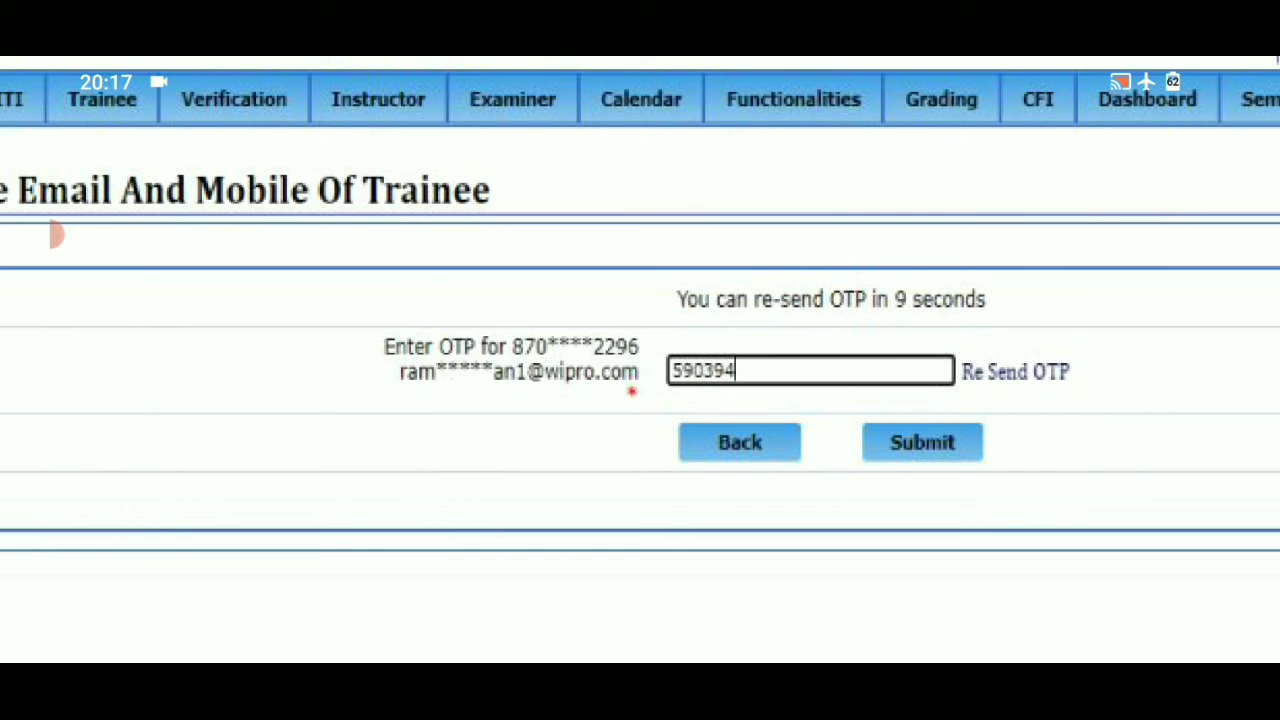 20:17 62
ITI Trainee Verification Instructor Examiner Calendar Functionalities Grading CFI Dashboard Sem
e Email And Mobile Of Trainee
You can re-send OTP in 9 seconds
Enter OTP for 870****2296
ram*****an1@wipro.com
*
590394 Re Send OTP
Back Submit